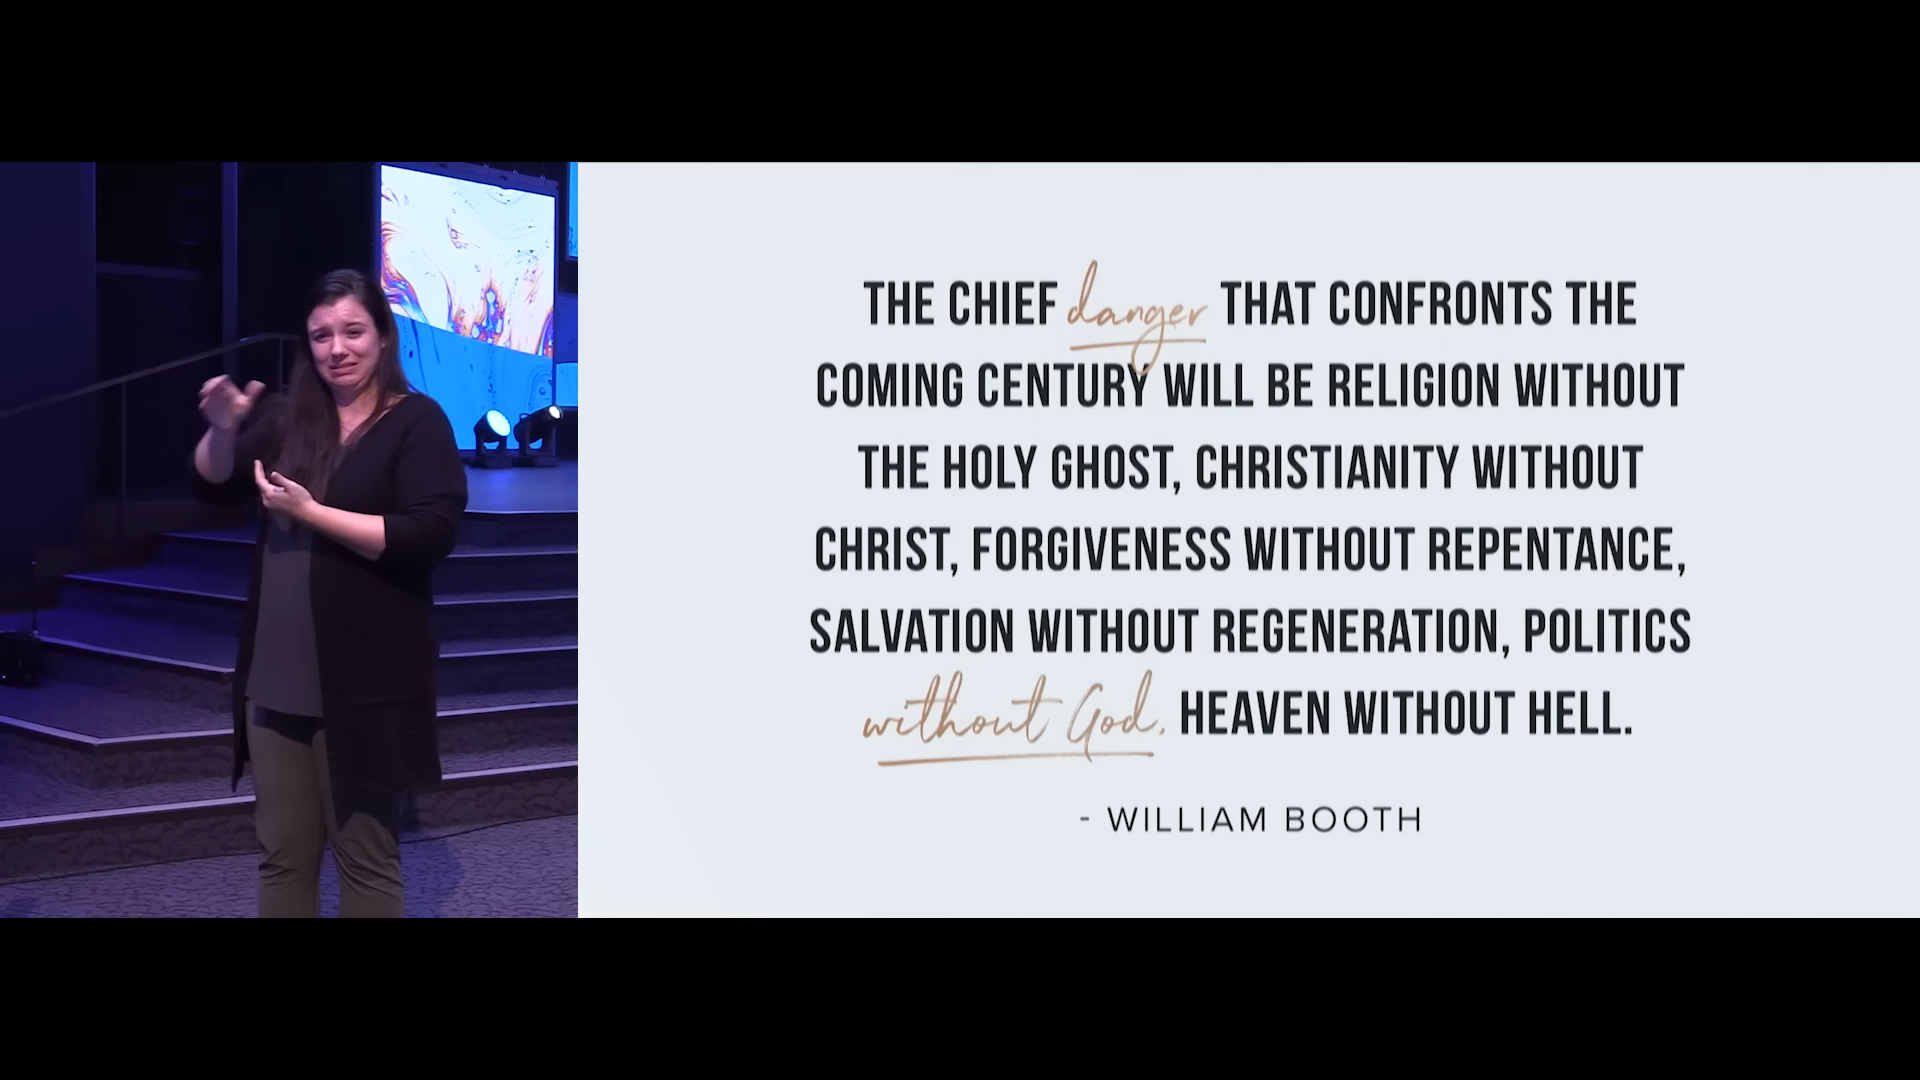 THE CHIEF danger THAT CONFRONTS THE
COMING CENTURY WILL BE RELIGION WITHOUT
THE HOLY GHOST, CHRISTIANITY WITHOUT
CHRIST, FORGIVENESS WITHOUT REPENTANCE,
SALVATION WITHOUT REGENERATION, POLITICS
without God, HEAVEN WITHOUT HELL.
- WILLIAM BOOTH